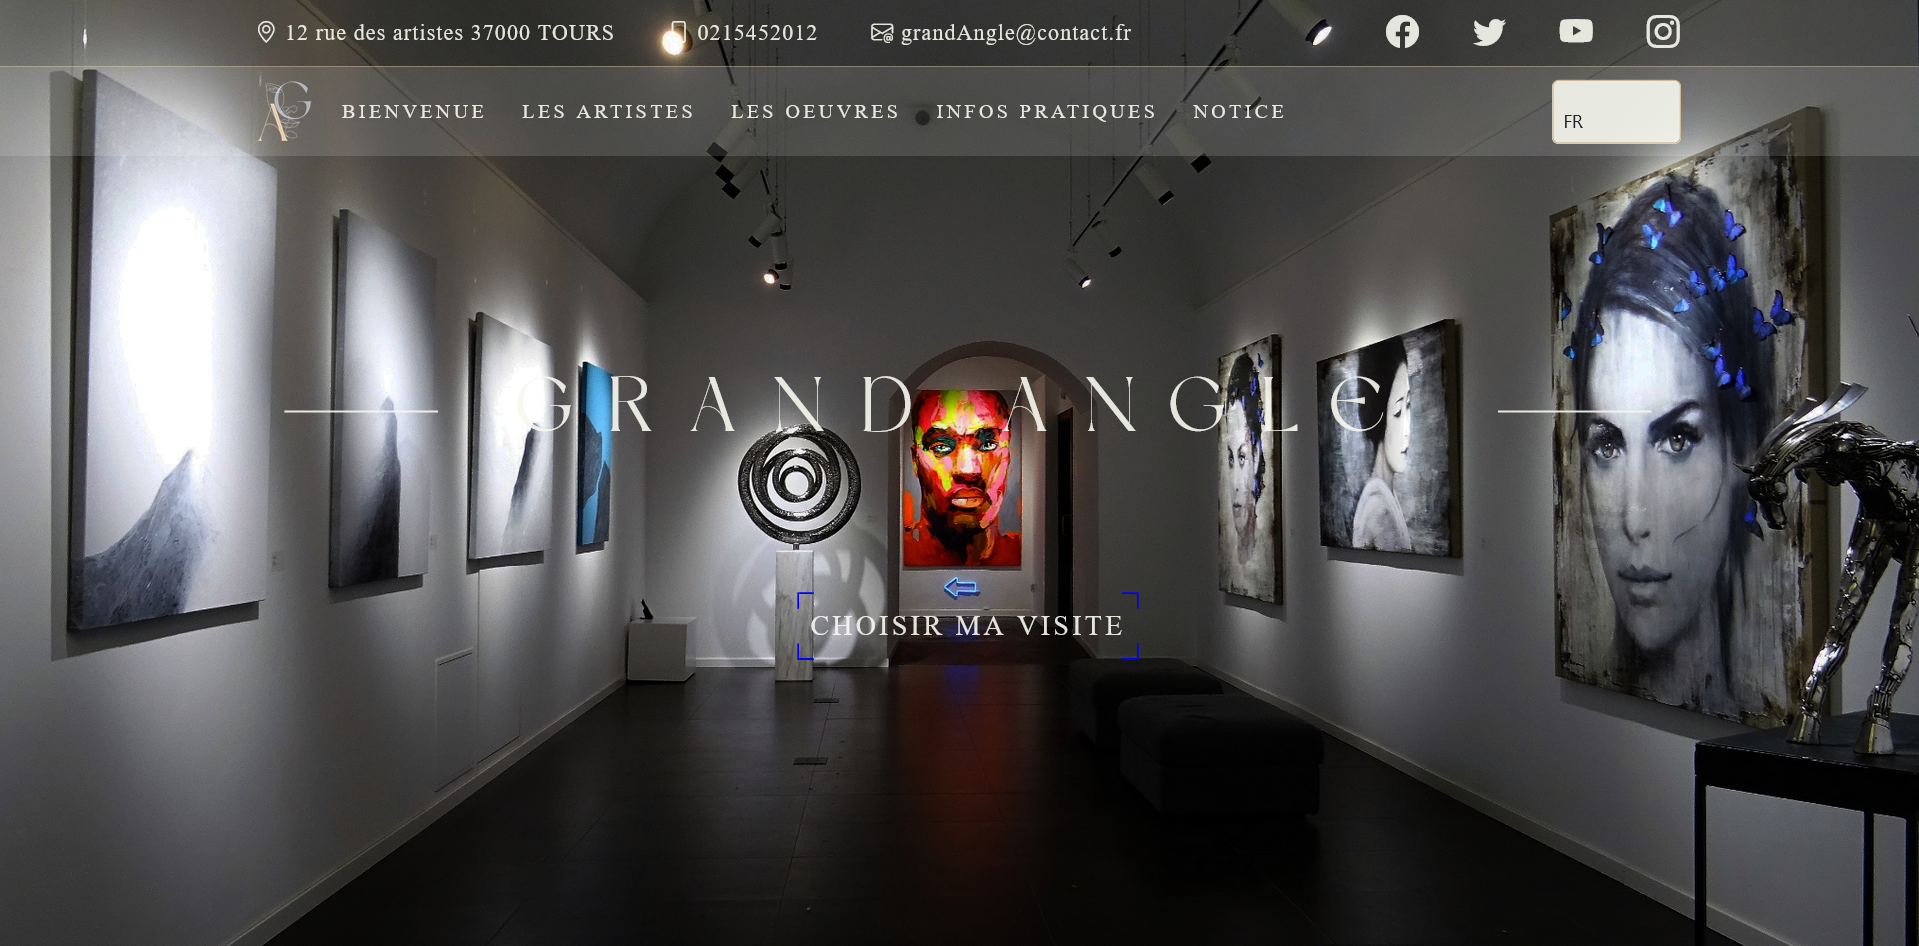 12 rue des artistes 37000 TOURS 0215452012 grandAngle@contact.fr
GA BIENVENUE LES ARTISTES LES OEUVRES INFOS PRATIQUES NOTICE FR
GRAND ANGLE
CHOISIR MA VISITE